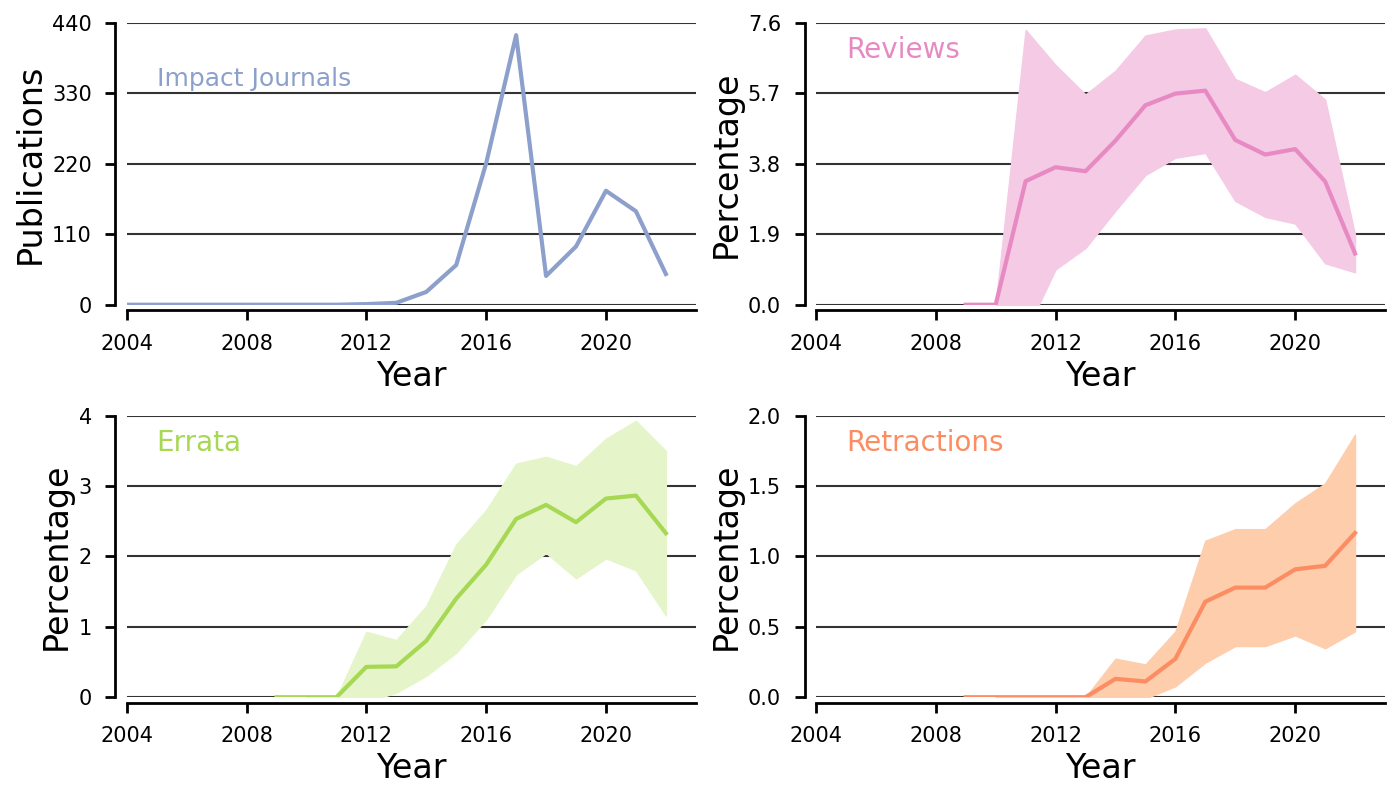 Impact Journals
Publications
440
330
220
110
0
2004 2008 2012 2016 2020
Year
Reviews
Percentage
7.6
5.7
3.8
1.9
0.0
2004 2008 2012 2016 2020
Year
Errata
Percentage
4
3
2
1
0
2004 2008 2012 2016 2020
Year
Retractions
Percentage
2.0
1.5
1.0
0.5
0.0
2004 2008 2012 2016 2020
Year